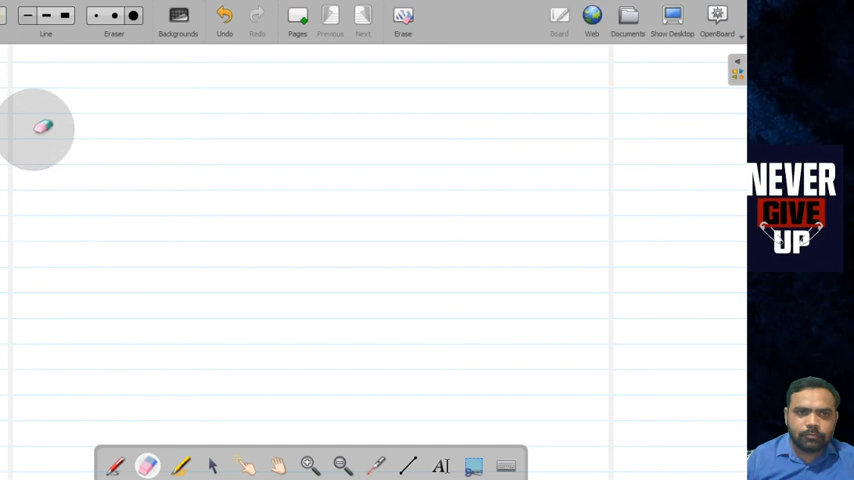 Line
Eraser
Backgrounds
Undo
Redo
Pages
Previous
Next
Erase
Board
Web
Documents
Show Desktop
OpenBoard
NEVER
GIVE
UP